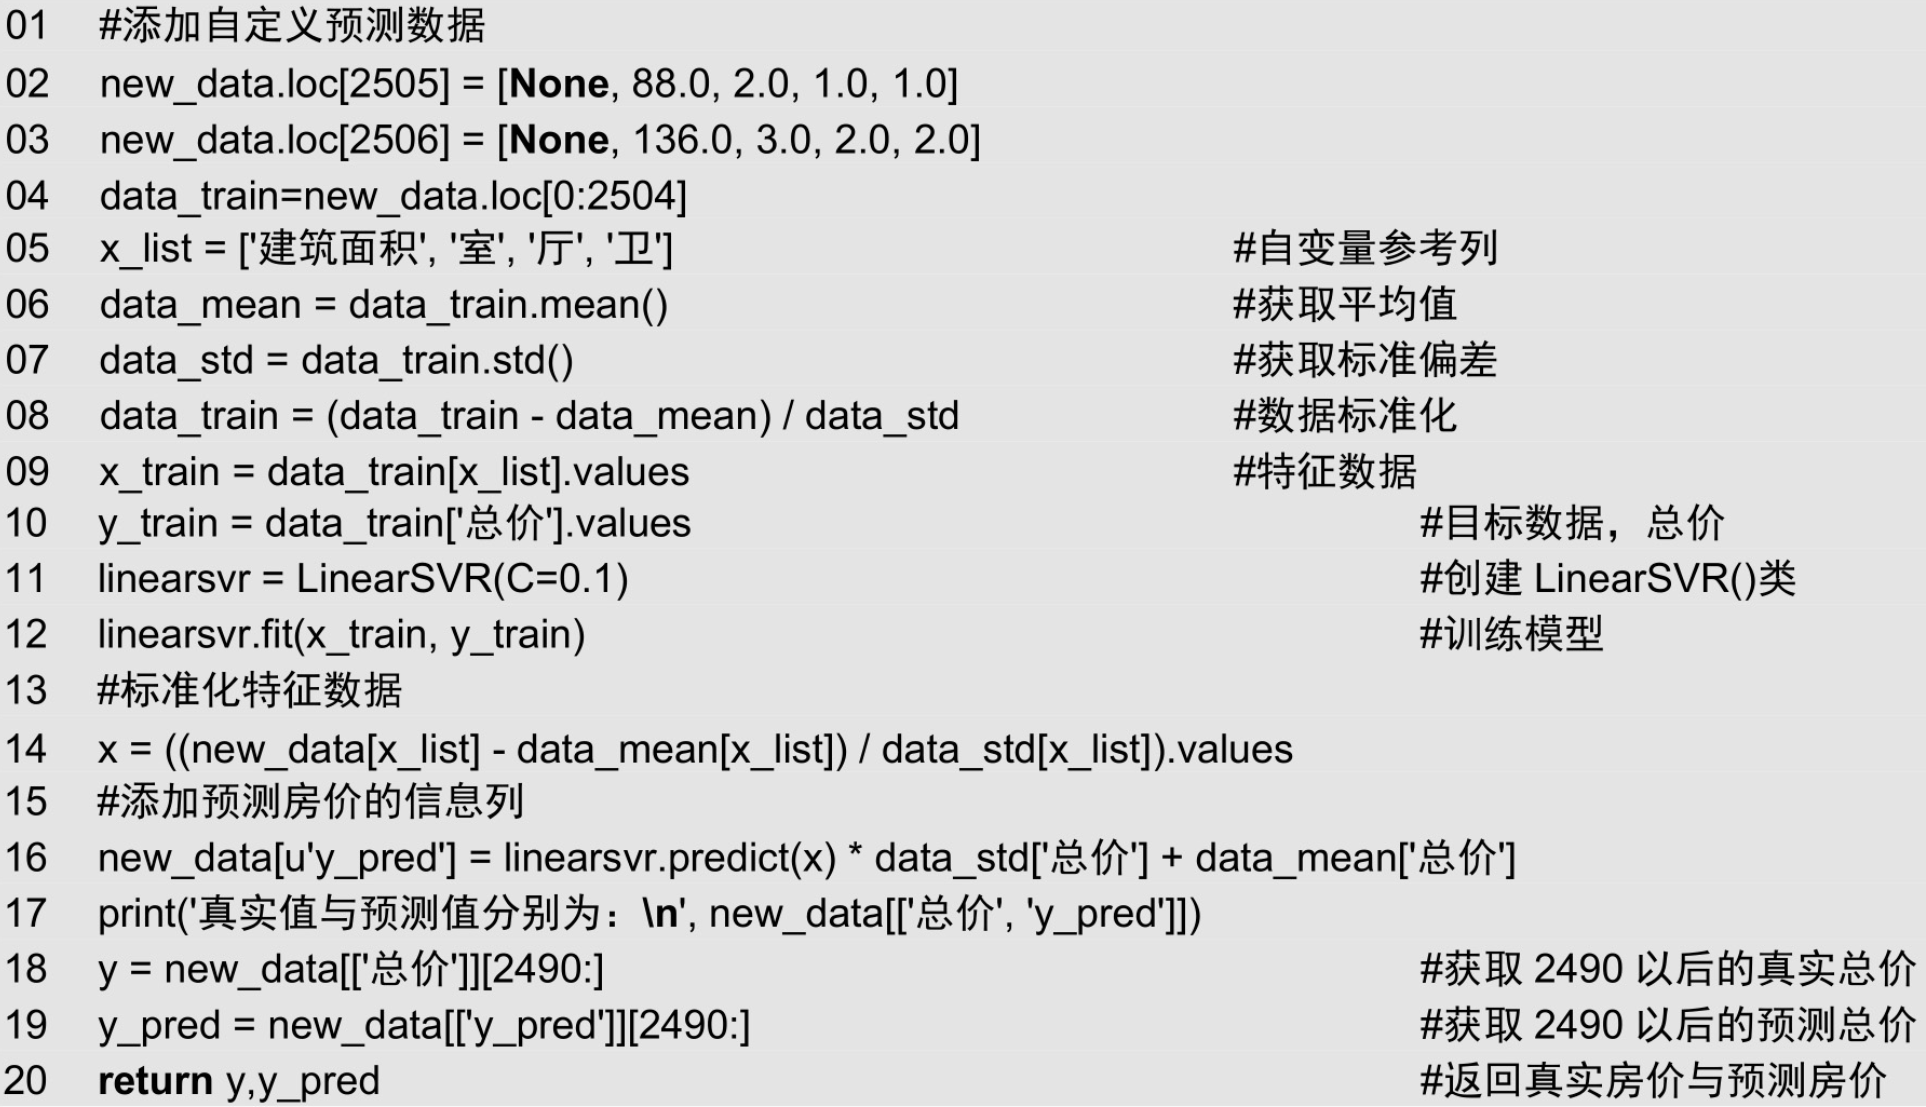 01 #添加自定义预测数据
02 new_data.loc[2505] = [None, 88.0, 2.0, 1.0, 1.0]
03 new_data.loc[2506] = [None, 136.0, 3.0, 2.0, 2.0]
04 data_train=new_data.loc[0:2504]
05 x_list = ['建筑面积', '室', '厅', '卫'] #自变量参考列
06 data_mean = data_train.mean() #获取平均值
07 data_std = data_train.std() #获取标准偏差
08 data_train = (data_train - data_mean) / data_std #数据标准化
09 x_train = data_train[x_list].values #特征数据
10 y_train = data_train['总价'].values #目标数据，总价
11 linearsvr = LinearSVR(C=0.1) #创建 LinearSVR()类
12 linearsvr.fit(x_train, y_train) #训练模型
13 #标准化特征数据
14 x = ((new_data[x_list] - data_mean[x_list]) / data_std[x_list]).values
15 #添加预测房价的信息列
16 new_data[u'y_pred'] = linearsvr.predict(x) * data_std['总价'] + data_mean['总价']
17 print('真实值与预测值分别为：\n', new_data[['总价', 'y_pred']])
18 y = new_data[['总价']][2490:] #获取 2490 以后的真实总价
19 y_pred = new_data[['y_pred']][2490:] #获取 2490 以后的预测总价
20 return y,y_pred #返回真实房价与预测房价